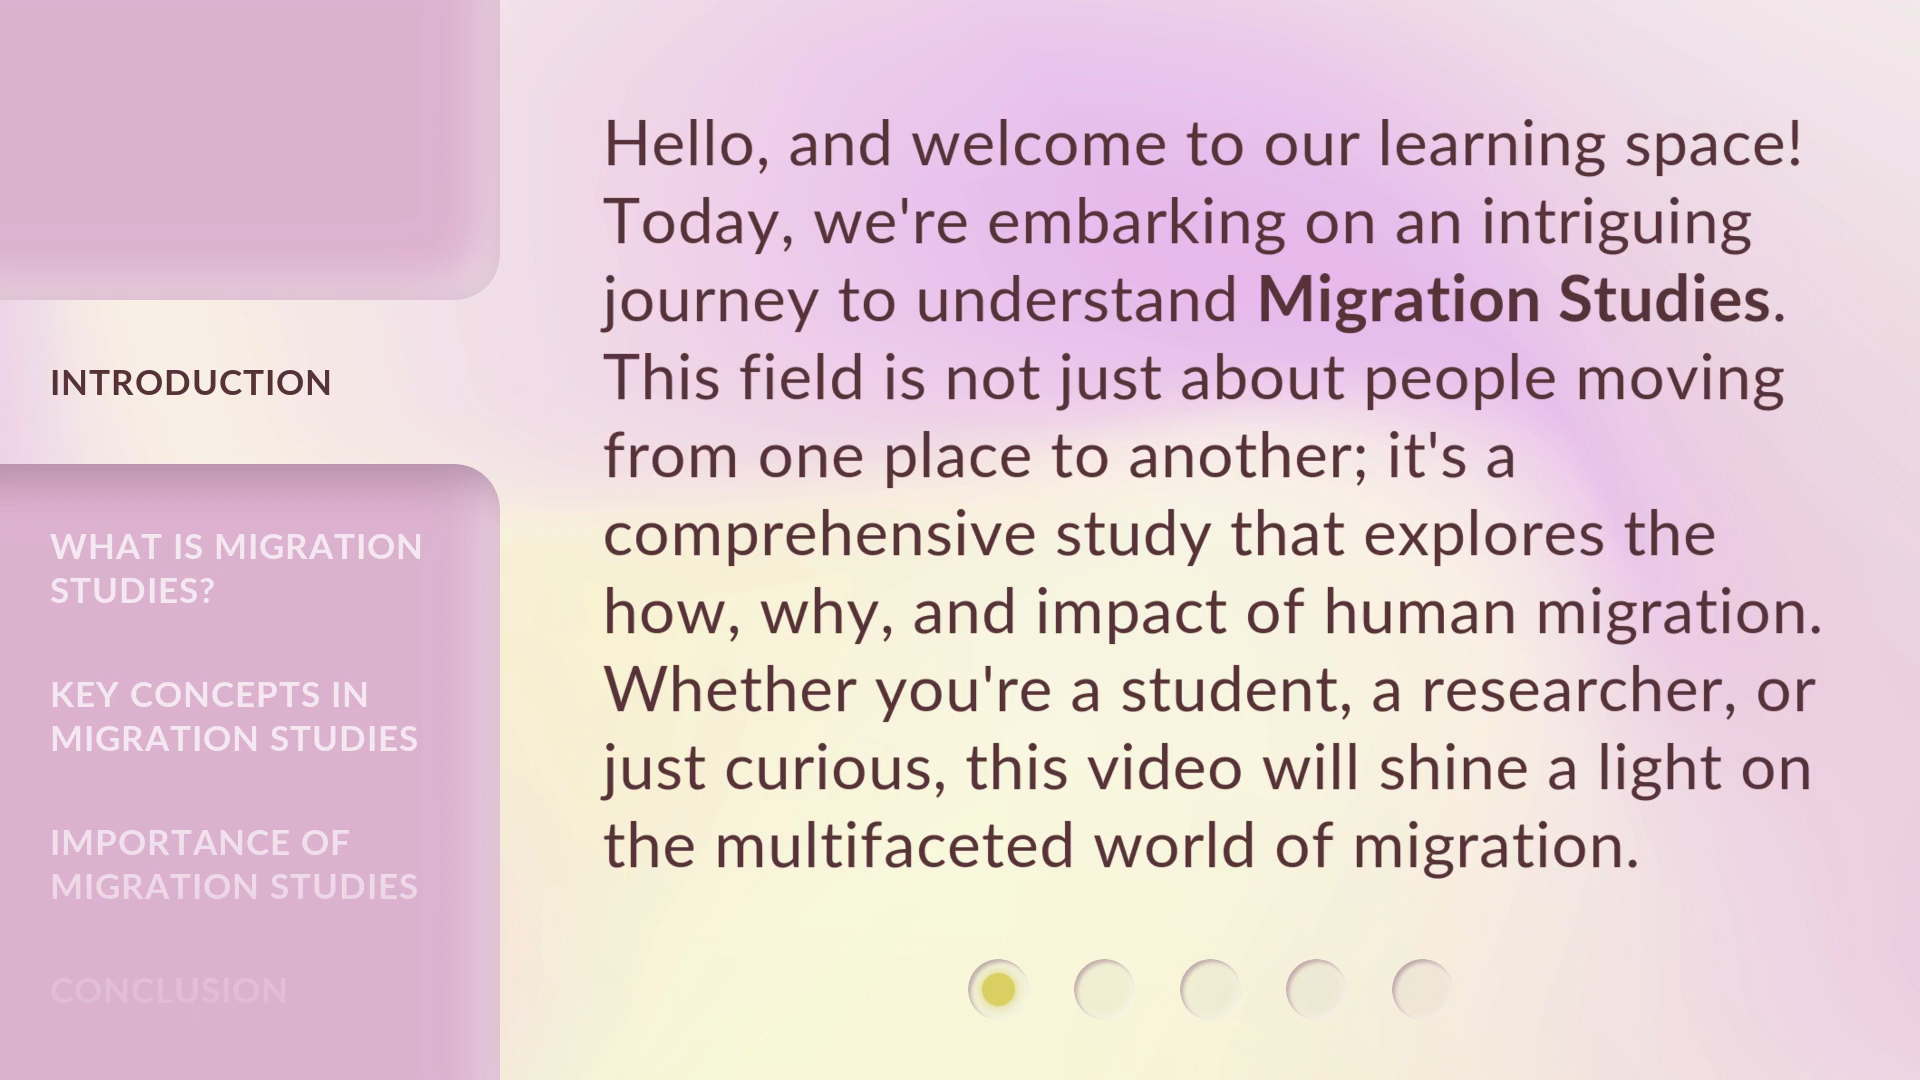 INTRODUCTION
WHAT IS MIGRATION
STUDIES?
KEY CONCEPTS IN
MIGRATION STUDIES
IMPORTANCE OF
MIGRATION STUDIES
CONCLUSION
Hello, and welcome to our learning space!
Today, we're embarking on an intriguing
journey to understand Migration Studies.
This field is not just about people moving
from one place to another; it's a
comprehensive study that explores the
how, why, and impact of human migration.
Whether you're a student, a researcher, or
just curious, this video will shine a light on
the multifaceted world of migration.